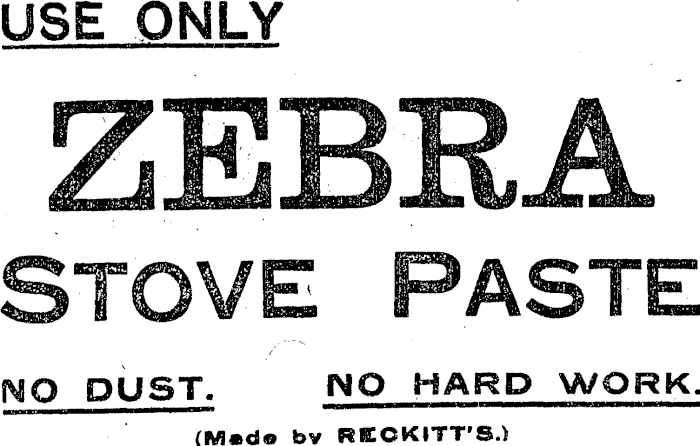 USE ONLY
ZEBRA
STOVE PASTE
NO DUST. NO HARD WORK.
(Made by RECKITT'S.)